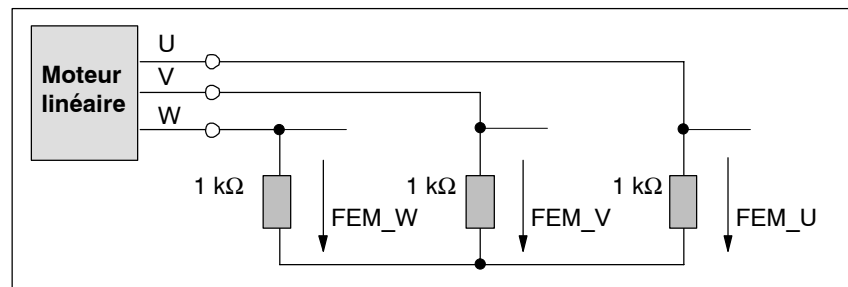 Moteur
linéaire
U
V
W
1 kΩ
FEM_W
1 kΩ
FEM_V
1 kΩ
FEM_U